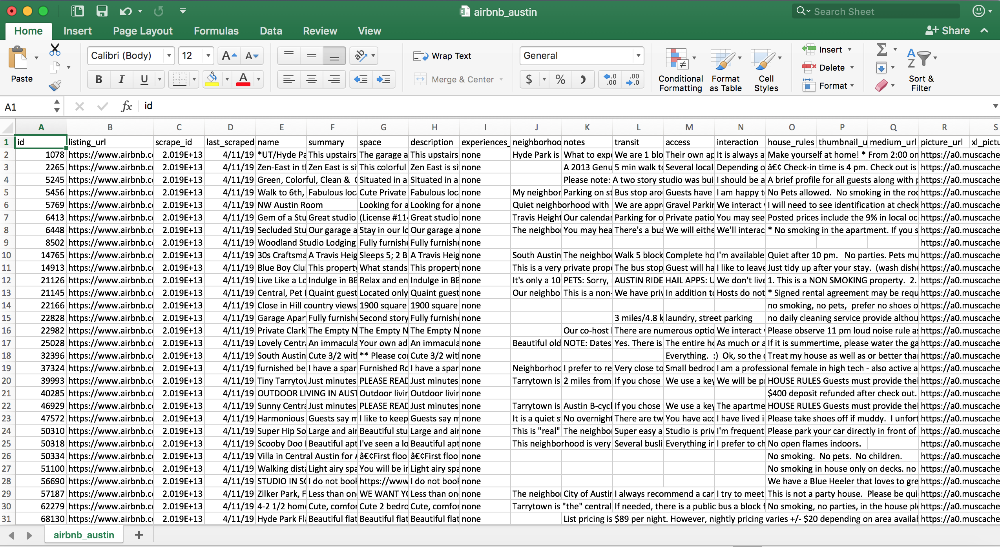 airbnb_austin
Search Sheet
Home Insert Page Layout Formulas Data Review View Share
Paste Calibri (Body) 12 Wrap Text General Conditional Formatting Format as Table Cell Styles Insert Delete Format Sort & Filter
B I U A Merge & Center $ %
A1 fx id
A B C D E F G H I J K L M N O P Q R S
1 id listing_url scrape_id last_scraped name summary space description experiences_ neighborhoo notes transit access interaction house_rules thumbnail_u medium_url picture_url xl_pictu
2 1078 https://www.airbnb.c 2.019E+13 4/11/19 *UT/Hyde Pa This upstairs The garage a This upstairs none Hyde Park is What to expe We are 1 blo Their own ap It is always a Make yourself at home! * From 2:00 on https://a0.muscache
3 2265 https://www.airbnb.c 2.019E+13 4/11/19 Zen-East in t Zen East is si This colorful Zen East is si none A 2013 Genu 5 min walk to Several local Depending o â€¢ Check-in time is 4 pm. Check out is https://a0.muscache
4 5245 https://www.airbnb.c 2.019E+13 4/11/19 Green, Colorful, Clean & Situated in a Situated in a none Please note: A two story studio was bui I should be a A brief profile for all guests along with p https://a0.muscache
5 5456 https://www.airbnb.c 2.019E+13 4/11/19 Walk to 6th, Fabulous loc Cute Private Fabulous loc none My neighbor Parking on st Bus stop aro Guests have I am happy t No Pets allowed. No smoking in the roo https://a0.muscache
6 5769 https://www.airbnb.c 2.019E+13 4/11/19 NW Austin Room Looking for a Looking for a none Quiet neighborhood with We are appr Gravel Parkin We interact I will need to see identification at check https://a0.muscache
7 6413 https://www.airbnb.c 2.019E+13 4/11/19 Gem of a Stu Great studio (License #114 Great studio none Travis Height Our calendar Parking for o Private patio You may see Posted prices include the 9% in local oc https://a0.muscache
8 6448 https://www.airbnb.c 2.019E+13 4/11/19 Secluded Stu Our garage a Stay in our lo Our garage a none The neighbo You may hea There's a bus We will eithe We'll interac * No smoking in the apartment. If you s https://a0.muscache
9 8502 https://www.airbnb.c 2.019E+13 4/11/19 Woodland Studio Lodging Fully furnishe Fully furnishe none https://a0.muscache
10 14765 https://www.airbnb.c 2.019E+13 4/11/19 30s Craftsma A Travis Heig Sleeps 5; 2 B A Travis Heig none South Austin The neighbo Walk 5 block Complete ho I'm available Quiet after 10 pm. No parties. Pets mu https://a0.muscache
11 14913 https://www.airbnb.c 2.019E+13 4/11/19 Blue Boy Clu This property What stands This property none This is a very private prope The bus stop Guest will ha I like to leave Just tidy up after your stay. (wash dishe https://a0.muscache
12 21126 https://www.airbnb.c 2.019E+13 4/11/19 Live Like a Lo Indulge in BB Relax and en Indulge in BB none It's only a 10 PETS: Sorry, AUSTIN RIDE HAIL APPS: U We don't live 1. This is a NON SMOKING property. 2. https://a0.muscache
13 21145 https://www.airbnb.c 2.019E+13 4/11/19 Central, Pet Quaint guest Located only Quaint guest none Our neighbo This is a non- We have priv In addition to Hosts do not * Signed rental agreement may be requ https://a0.muscache
14 22166 https://www.airbnb.c 2.019E+13 4/11/19 Close in Hill country views 1900 square 1900 square none no smoking, no pets, prefer no shoes o https://a0.muscache
15 22828 https://www.airbnb.c 2.019E+13 4/11/19 Garage Apar Fully furnishe Second story Fully furnishe none 3 miles/4.8 k laundry, street parking no daily cleaning service provide althou https://a0.muscache
16 22982 https://www.airbnb.c 2.019E+13 4/11/19 Private Clark The Empty N The Empty N The Empty N none Our co-host There are numerous optio We interact Please observe 11 pm loud noise rule as https://a0.muscache
17 25028 https://www.airbnb.c 2.019E+13 4/11/19 Lovely Centr An immacula Your own ad An immacula none Beautiful old NOTE: Dates Yes. There is The entire ho As much or a If it is summertime, please water the ga https://a0.muscache
18 32396 https://www.airbnb.c 2.019E+13 4/11/19 South Austin Cute 3/2 wit ** Please co Cute 3/2 wit none Everything. :) Ok, so the Treat my house as well as or better tha https://a0.muscache
19 37324 https://www.airbnb.c 2.019E+13 4/11/19 furnished be I have a spar Furnished Ro I have a spar none Neighborhoo I prefer to re Very close to Small bedroo I am a professional female in high tech - also active a https://a0.muscache
20 39993 https://www.airbnb.c 2.019E+13 4/11/19 Tiny Tarryto Just minutes PLEASE READ Just minutes none Tarrytown is 2 miles from If you chose We use a key We will be p HOUSE RULES Guests must provide thei https://a0.muscache
21 40285 https://www.airbnb.c 2.019E+13 4/11/19 OUTDOOR LIVING IN AUST Outdoor livin Outdoor livin none $400 deposit refunded after check out. https://a0.muscache
22 46929 https://www.airbnb.c 2.019E+13 4/11/19 Sunny Centra Just minutes PLEASE READ Just minutes none Tarrytown is Austin B-cycl If you chose We use a key The apartme HOUSE RULES Guests must provide thei https://a0.muscache
23 47572 https://www.airbnb.c 2.019E+13 4/11/19 Harmonious Guests say m I like to keep Guests say m none It is a quiet s No overnight There are tw You have acc I have lived i Please take shoes off if muddy. I unfort https://a0.muscache
24 50310 https://www.airbnb.c 2.019E+13 4/11/19 Super Hip So Large and air Beautiful stu Large and air none This is "real" The neighbo Super easy a Studio is priv I'm frequentl Please park your car directly in front of https://a0.muscache
25 50318 https://www.airbnb.c 2.019E+13 4/11/19 Scooby Doo Beautiful apt I've seen a lo Beautiful apt none This neighborhood is very Several busli Everything in I prefer to ch No open flames indoors. https://a0.muscache
26 50334 https://www.airbnb.c 2.019E+13 4/11/19 Villa in Central Austin for â€¢First floo â€¢First floo none No smoking. No pets. No children. https://a0.muscache
27 51100 https://www.airbnb.c 2.019E+13 4/11/19 Walking dista Light airy spa You will be in Light airy spa none No smoking in house only on decks. no https://a0.muscache
28 56690 https://www.airbnb.c 2.019E+13 4/11/19 STUDIO IN SO I do not book https://www I do not book none We have a Blue Heeler that loves to gre https://a0.muscache
29 57187 https://www.airbnb.c 2.019E+13 4/11/19 Zilker Park, F Less than on WE WANT YO Less than on none The neighbo City of Austin I always recommend a car I try to meet This is not a party house. Please be qui https://a0.muscache
30 62279 https://www.airbnb.c 2.019E+13 4/11/19 4-2 1/2 hom Cute, comfor Cute 2 bedro Cute, comfor none Tarrytown is "the" central If needed, there is a public bus a block f No smoking, no parties, in the house ple https://a0.muscache
31 68130 https://www.airbnb.c 2.019E+13 4/11/19 Hyde Park Fl Beautiful flat Beautiful flat Beautiful flat none List pricing is $89 per night. However, nightly pricing varies +/- $20 depending on area availab https://a0.muscache
airbnb_austin